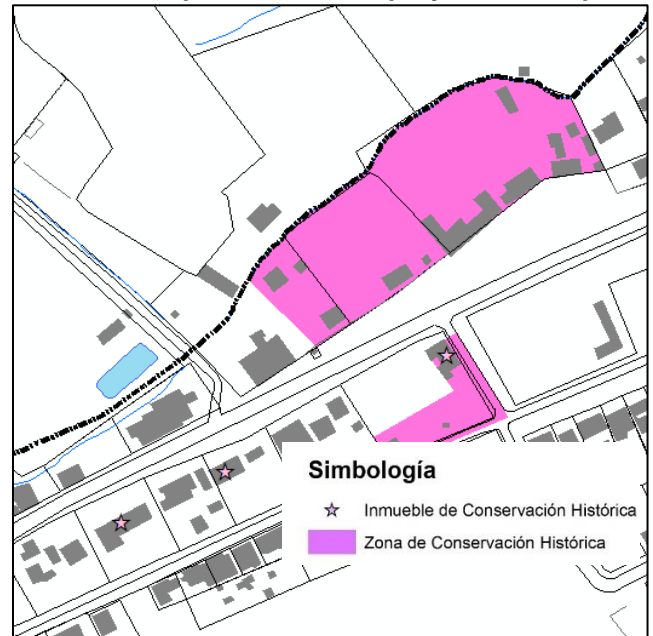 Simbología
Inmueble de Conservación Histórica
Zona de Conservación Histórica